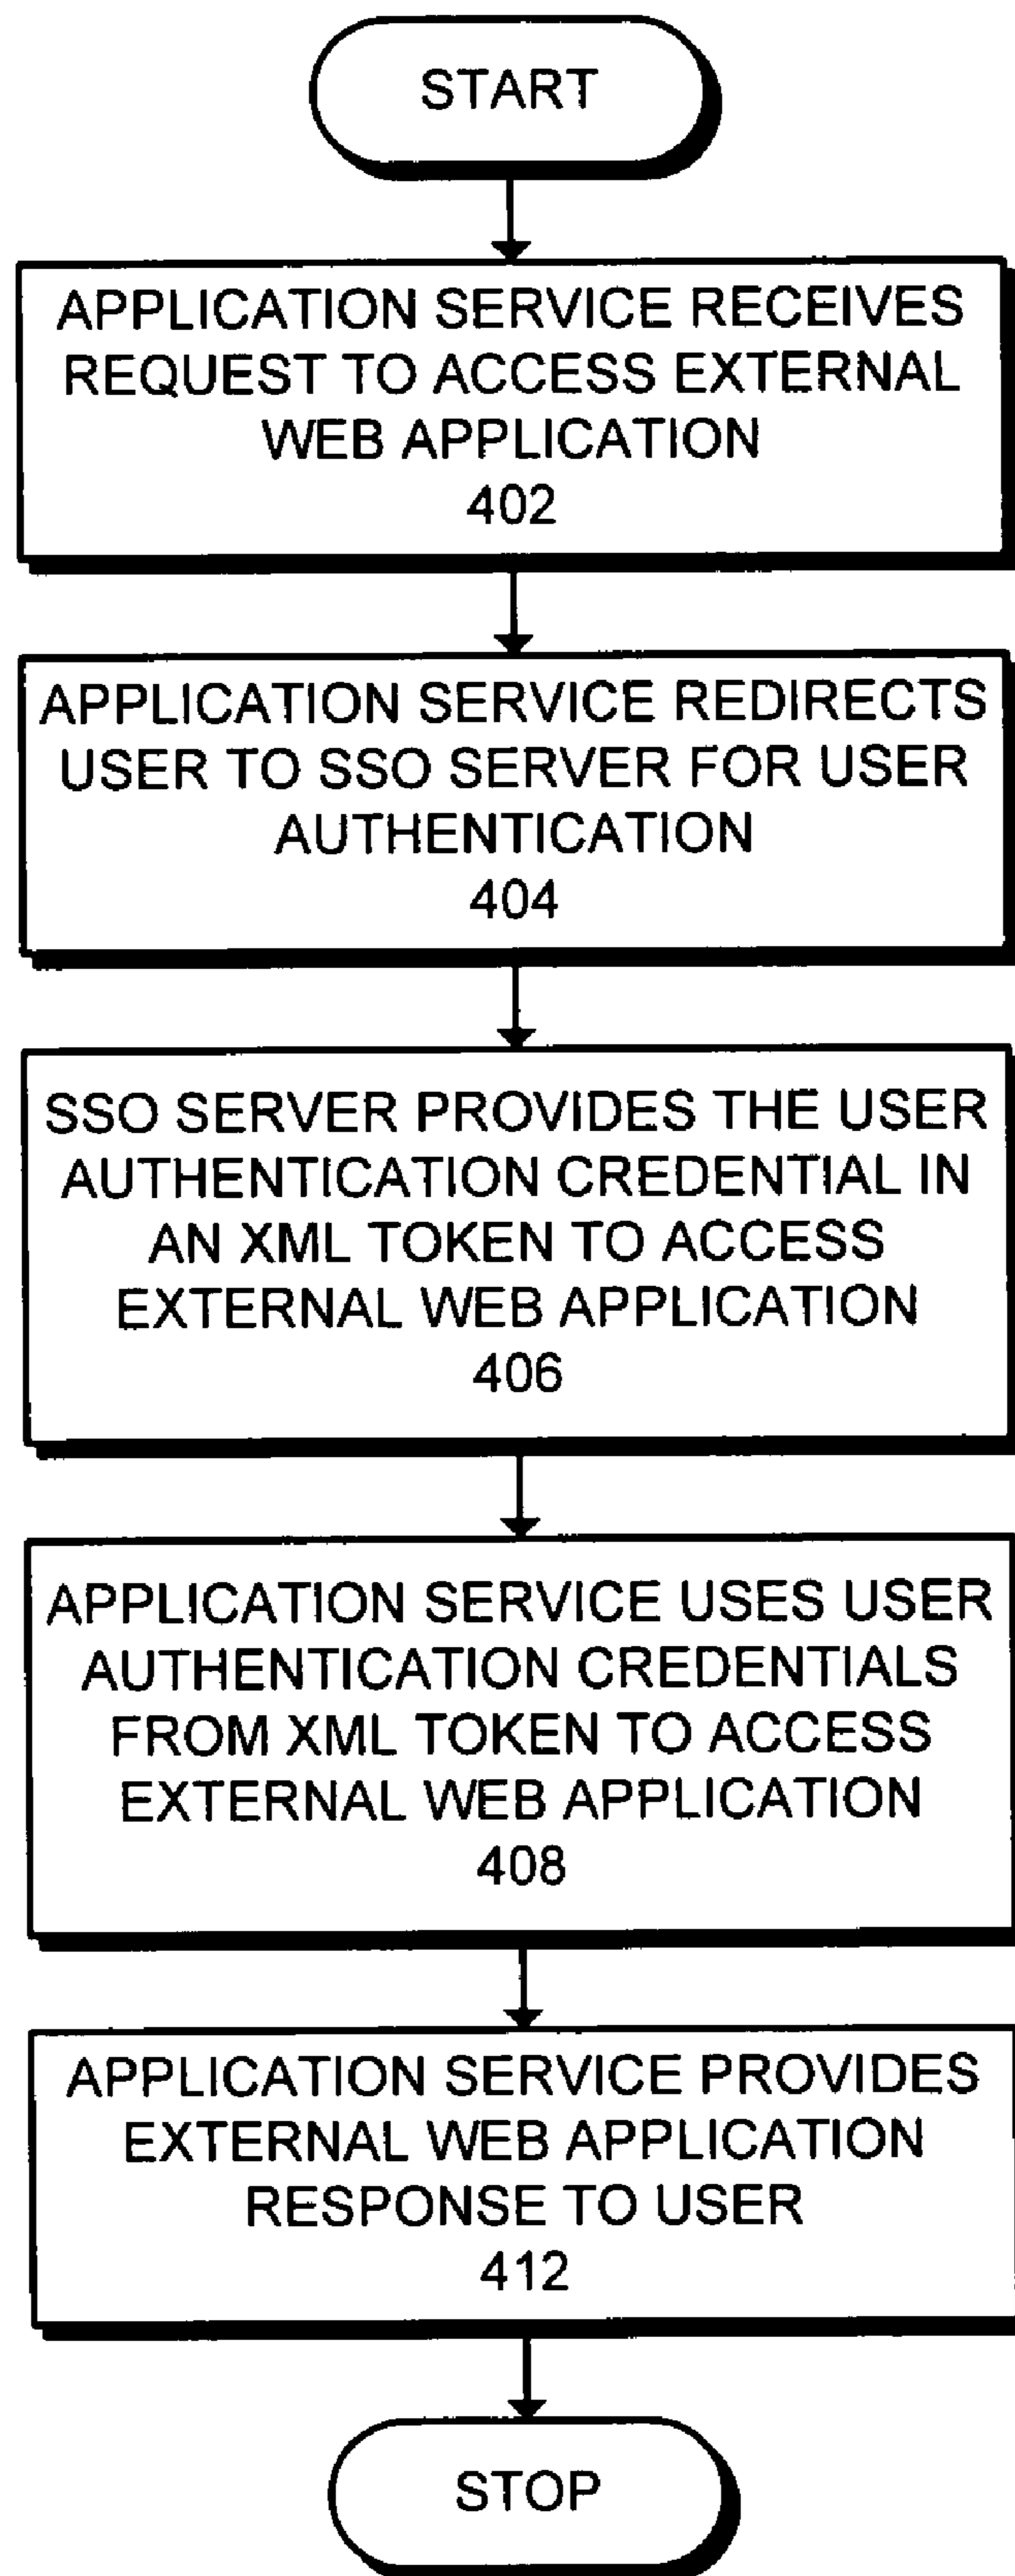 START
APPLICATION SERVICE RECEIVES
REQUEST TO ACCESS EXTERNAL
WEB APPLICATION
402
APPLICATION SERVICE REDIRECTS
USER TO SSO SERVER FOR USER
AUTHENTICATION
404
SSO SERVER PROVIDES THE USER
AUTHENTICATION CREDENTIAL IN
AN XML TOKEN TO ACCESS
EXTERNAL WEB APPLICATION
406
APPLICATION SERVICE USES USER
AUTHENTICATION CREDENTIALS
FROM XML TOKEN TO ACCESS
EXTERNAL WEB APPLICATION
408
APPLICATION SERVICE PROVIDES
EXTERNAL WEB APPLICATION
RESPONSE TO USER
412
STOP